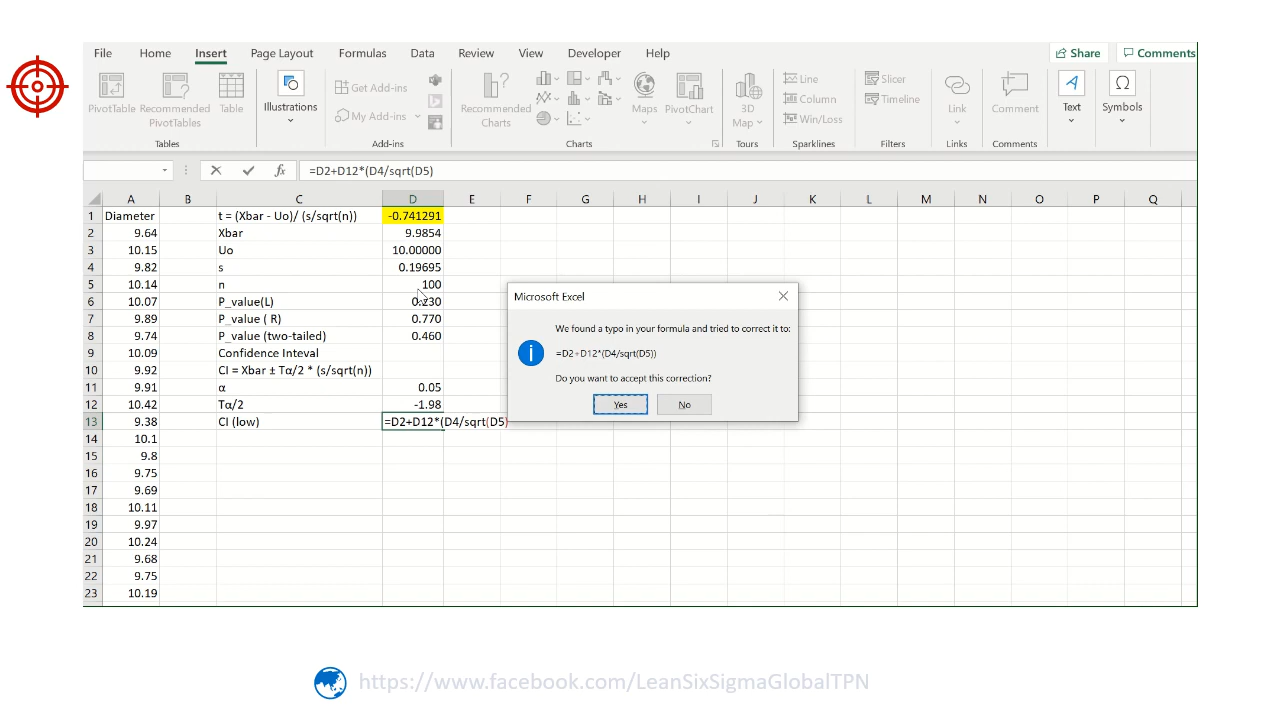 File Home Insert Page Layout Formulas Data Review View Developer Help Share Comments
PivotTable Recommended PivotTables Table Illustrations Get Add-ins My Add-ins Recommended Charts Maps PivotChart 3D Map Line Column Win/Loss Slicer Timeline Link Comment Text Symbols
Tables Add-ins Charts Tours Sparklines Filters Links Comments
fx =D2+D12*(D4/sqrt(D5)
A B C D E F G H I J K L M N O P Q
1 Diameter t = (Xbar - Uo)/ (s/sqrt(n)) -0.741291
2 9.64 Xbar 9.9854
3 10.15 Uo 10.00000
4 9.82 s 0.19695
5 10.14 n 100
6 10.07 P_value(L) 0.230
7 9.89 P_value ( R) 0.770
8 9.74 P_value (two-tailed) 0.460
9 10.09 Confidence Inteval
10 9.92 CI = Xbar ± Tα/2 * (s/sqrt(n))
11 9.91 α 0.05
12 10.42 Tα/2 -1.98
13 9.38 CI (low) =D2+D12*(D4/sqrt(D5)
14 10.1
15 9.8
16 9.75
17 9.69
18 10.11
19 9.97
20 10.24
21 9.68
22 9.75
23 10.19
Microsoft Excel
We found a typo in your formula and tried to correct it to:
=D2+D12*(D4/sqrt(D5))
Do you want to accept this correction?
Yes No
https://www.facebook.com/LeanSixSigmaGlobalTPN